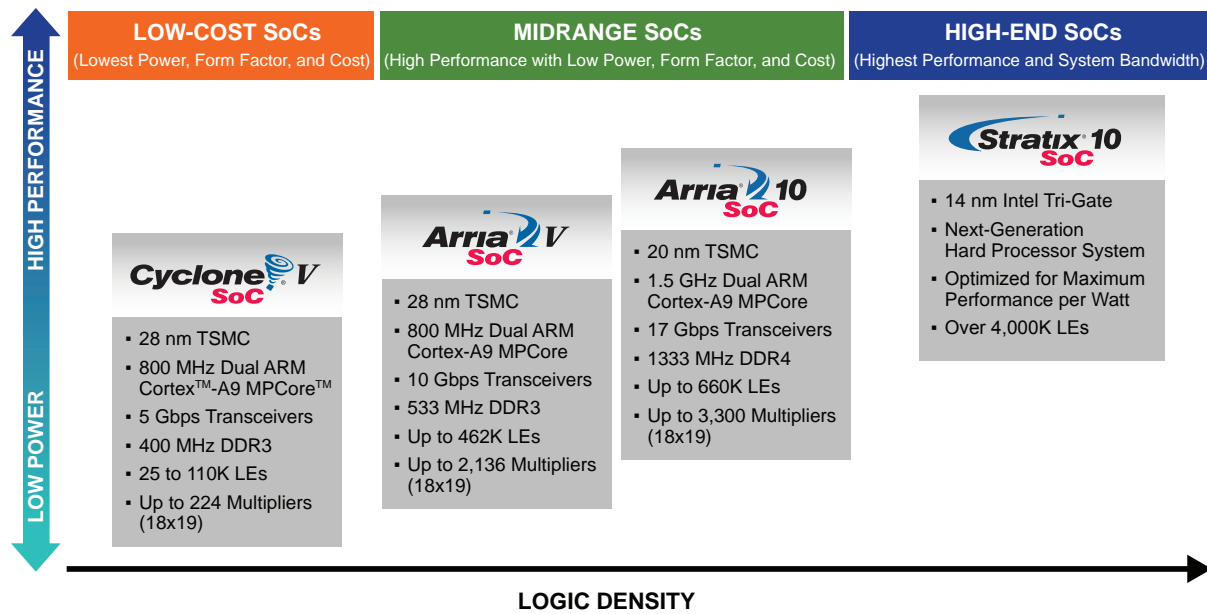 HIGH PERFORMANCE
LOW POWER
LOW-COST SoCs
(Lowest Power, Form Factor, and Cost)
MIDRANGE SoCs
(High Performance with Low Power, Form Factor, and Cost)
HIGH-END SoCs
(Highest Performance and System Bandwidth)
Cyclone® V
SoC
▪ 28 nm TSMC
▪ 800 MHz Dual ARM
Cortex™-A9 MPCore™
▪ 5 Gbps Transceivers
▪ 400 MHz DDR3
▪ 25 to 110K LEs
▪ Up to 224 Multipliers
(18x19)
Arria® V
SoC
▪ 28 nm TSMC
▪ 800 MHz Dual ARM
Cortex-A9 MPCore
▪ 10 Gbps Transceivers
▪ 533 MHz DDR3
▪ Up to 462K LEs
▪ Up to 2,136 Multipliers
(18x19)
Arria® 10
SoC
▪ 20 nm TSMC
▪ 1.5 GHz Dual ARM
Cortex-A9 MPCore
▪ 17 Gbps Transceivers
▪ 1333 MHz DDR4
▪ Up to 660K LEs
▪ Up to 3,300 Multipliers
(18x19)
Stratix® 10
SoC
▪ 14 nm Intel Tri-Gate
▪ Next-Generation
Hard Processor System
▪ Optimized for Maximum
Performance per Watt
▪ Over 4,000K LEs
LOGIC DENSITY